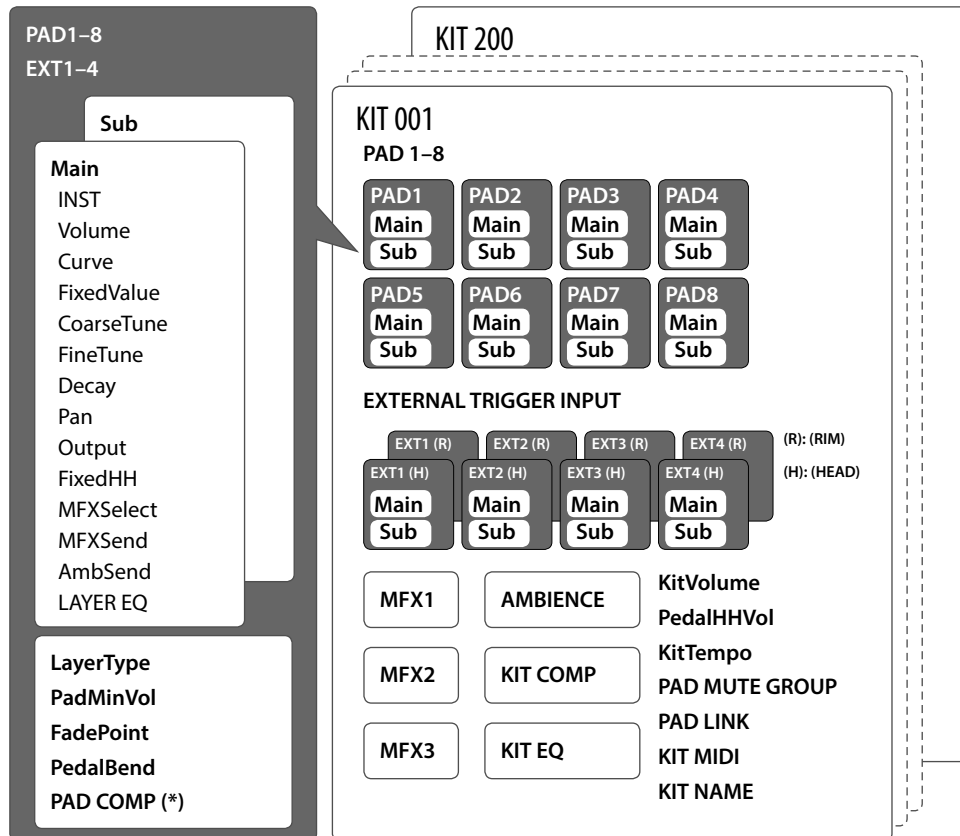 PAD1–8
EXT1–4
Sub
Main
INST
Volume
Curve
FixedValue
CoarseTune
FineTune
Decay
Pan
Output
FixedHH
MFXSelect
MFXSend
AmbSend
LAYER EQ
LayerType
PadMinVol
FadePoint
PedalBend
PAD COMP (*)
KIT 200
KIT 001
PAD 1–8
PAD1 PAD2 PAD3 PAD4
Main Main Main Main
Sub Sub Sub Sub
PAD5 PAD6 PAD7 PAD8
Main Main Main Main
Sub Sub Sub Sub
EXTERNAL TRIGGER INPUT
EXT1 (R) EXT2 (R) EXT3 (R) EXT4 (R) (R): (RIM)
EXT1 (H) EXT2 (H) EXT3 (H) EXT4 (H) (H): (HEAD)
Main Main Main Main
Sub Sub Sub Sub
MFX1 AMBIENCE
MFX2 KIT COMP
MFX3 KIT EQ
KitVolume
PedalHHVol
KitTempo
PAD MUTE GROUP
PAD LINK
KIT MIDI
KIT NAME